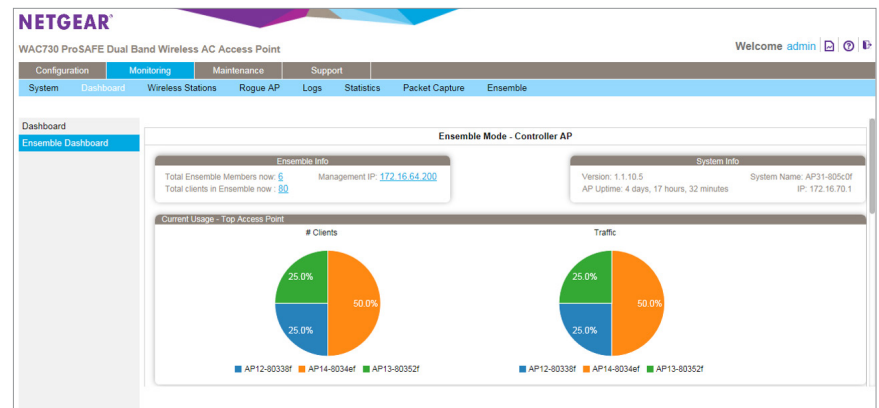 NETGEAR®
WAC730 ProSAFE Dual Band Wireless AC Access Point
Welcome admin
Configuration Monitoring Maintenance Support
System Dashboard Wireless Stations Rogue AP Logs Statistics Packet Capture Ensemble
Dashboard
Ensemble Dashboard
Ensemble Mode - Controller AP
Ensemble Info
Total Ensemble Members now: 6 Management IP: 172.16.64.200
Total clients in Ensemble now : 80
System Info
Version: 1.1.10.5 System Name: AP31-805c0f
AP Uptime: 4 days, 17 hours, 32 minutes IP: 172.16.70.1
Current Usage - Top Access Point
# Clients
25.0%
50.0%
25.0%
AP12-80338f AP14-8034ef AP13-80352f
Traffic
25.0%
50.0%
25.0%
AP12-80338f AP14-8034ef AP13-80352f